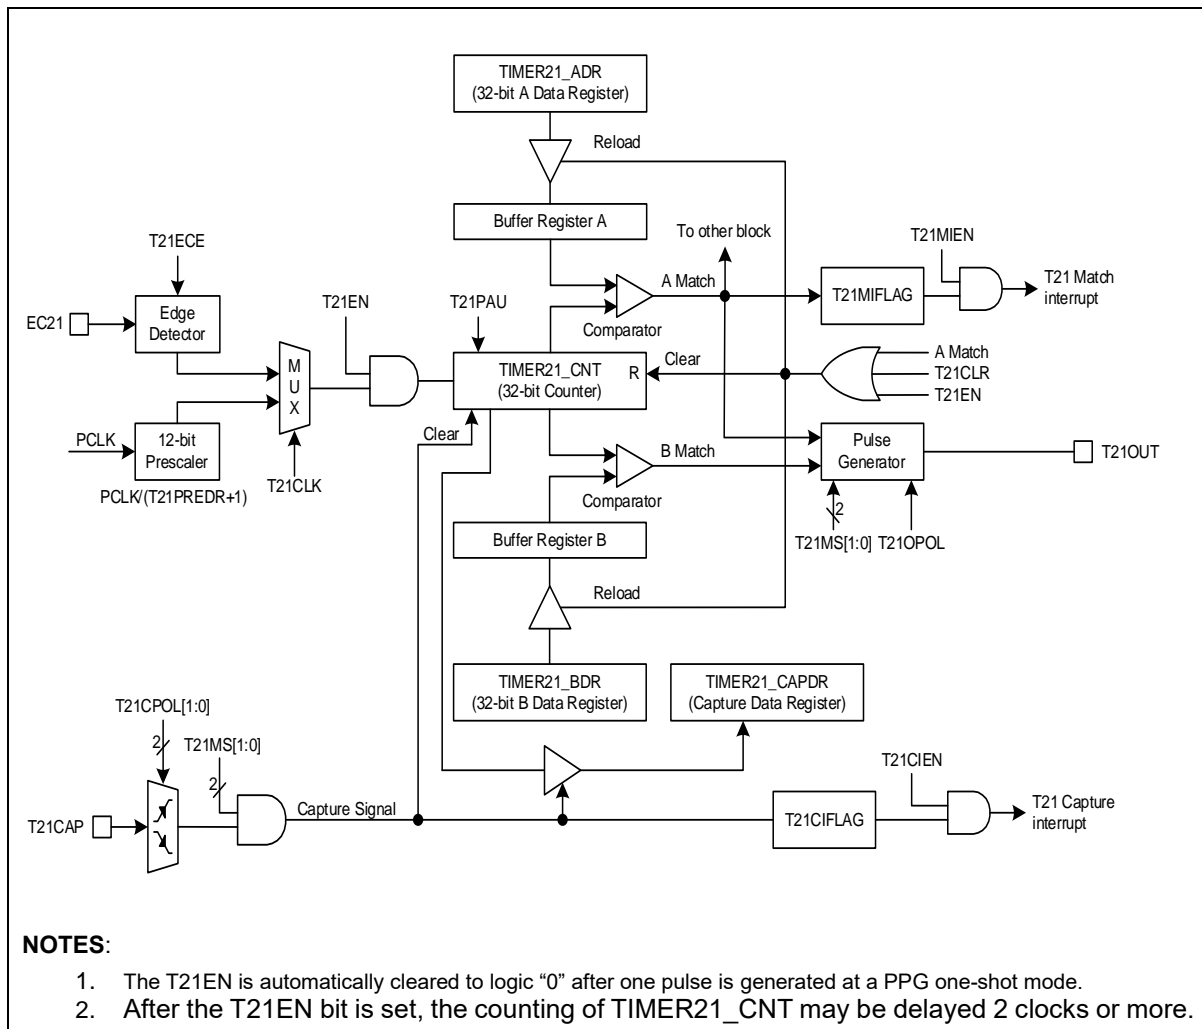 TIMER21_ADR
(32-bit A Data Register)
Reload
Buffer Register A
To other block
T21ECE
T21MIEN
A Match
T21MIFLAG
T21 Match
interrupt
EC21
Edge
Detector
T21EN
T21PAU
Comparator
MUX
TIMER21_CNT
(32-bit Counter)
R
Clear
A Match
T21CLR
T21EN
PCLK
12-bit
Prescaler
PCLK/(T21PREDR+1)
T21CLK
Clear
B Match
Pulse
Generator
T21OUT
Comparator
2
T21MS[1:0]
T21OPOL
Buffer Register B
Reload
TIMER21_BDR
(32-bit B Data Register)
TIMER21_CAPDR
(Capture Data Register)
T21CPOL[1:0]
2
T21MS[1:0]
2
T21CIEN
T21CAP
Capture Signal
T21CIFLAG
T21 Capture
interrupt
NOTES:
1. The T21EN is automatically cleared to logic “0” after one pulse is generated at a PPG one-shot mode.
2. After the T21EN bit is set, the counting of TIMER21_CNT may be delayed 2 clocks or more.